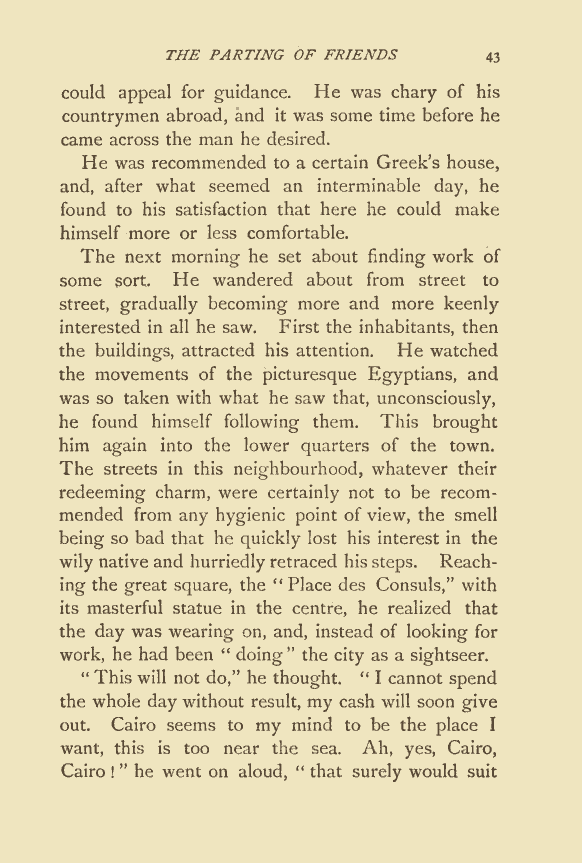 THE PARTING OF FRIENDS 43
could appeal for guidance. He was chary of his
countrymen abroad, and it was some time before he
came across the man he desired.
He was recommended to a certain Greek's house,
and, after what seemed an interminable day, he
found to his satisfaction that here he could make
himself more or less comfortable.
The next morning he set about finding work of
some sort. He wandered about from street to
street, gradually becoming more and more keenly
interested in all he saw. First the inhabitants, then
the buildings, attracted his attention. He watched
the movements of the picturesque Egyptians, and
was so taken with what he saw that, unconsciously,
he found himself following them. This brought
him again into the lower quarters of the town.
The streets in this neighbourhood, whatever their
redeeming charm, were certainly not to be recom-
mended from any hygienic point of view, the smell
being so bad that he quickly lost his interest in the
wily native and hurriedly retraced his steps. Reach-
ing the great square, the “Place des Consuls,” with
its masterful statue in the centre, he realized that
the day was wearing on, and, instead of looking for
work, he had been “doing” the city as a sightseer.
“This will not do,” he thought. “I cannot spend
the whole day without result, my cash will soon give
out. Cairo seems to my mind to be the place I
want, this is too near the sea. Ah, yes, Cairo,
Cairo!” he went on aloud, “that surely would suit